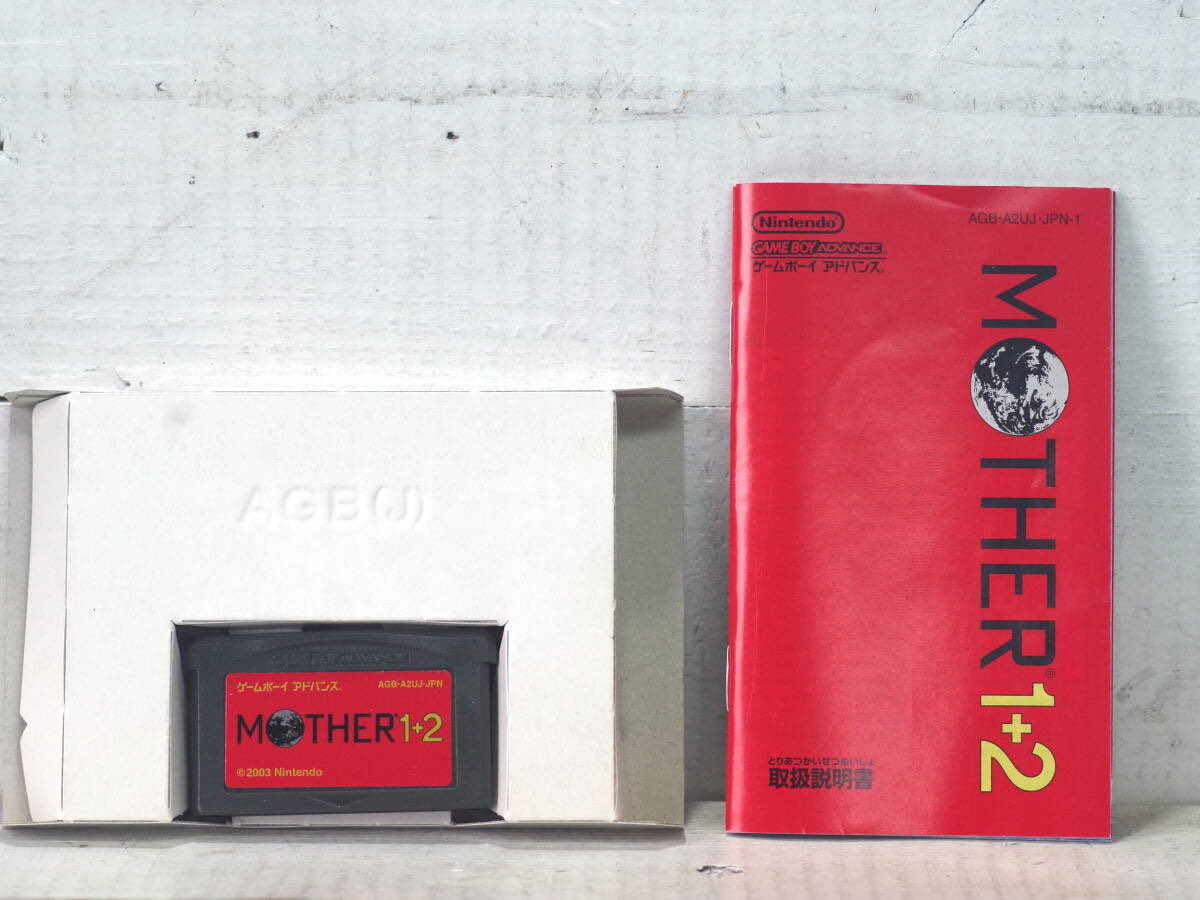 AGB(J)
GAME BOY ADVANCE
ゲームボーイ アドバンス®
AGB-A2UJ-JPN
MOTHER® 1+2
©2003 Nintendo
Nintendo®
GAME BOY ADVANCE®
ゲームボーイ アドバンス®
AGB-A2UJ-JPN-1
MOTHER® 1+2
とりあつかいせつめいしょ
取扱説明書